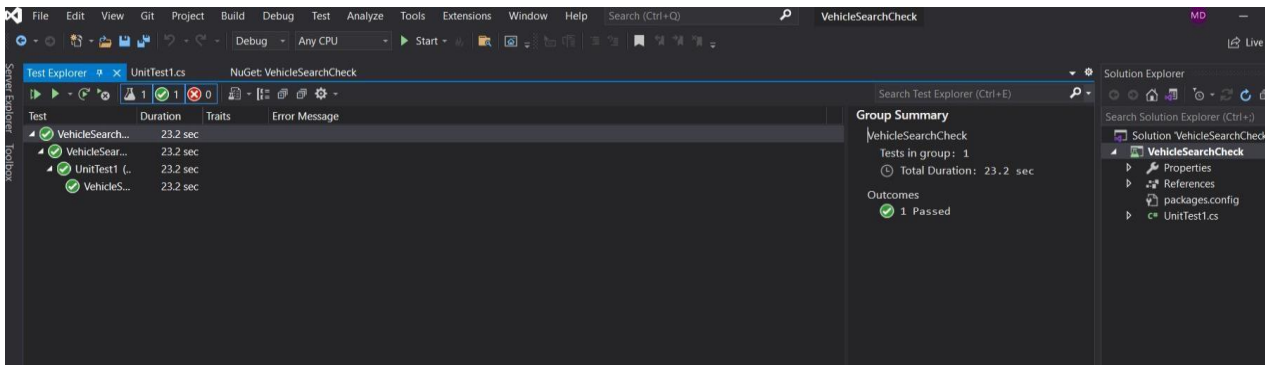 File Edit View Git Project Build Debug Test Analyze Tools Extensions Window Help Search (Ctrl+Q) VehicleSearchCheck MD
Debug Any CPU Start Live
Server Explorer Toolbox
Test Explorer UnitTest1.cs NuGet: VehicleSearchCheck
1 1 0 Search Test Explorer (Ctrl+E)
Test Duration Traits Error Message
VehicleSearch... 23.2 sec
VehicleSear... 23.2 sec
UnitTest1 (.. 23.2 sec
VehicleS... 23.2 sec
Group Summary
VehicleSearchCheck
Tests in group: 1
Total Duration: 23.2 sec
Outcomes
1 Passed
Solution Explorer
Search Solution Explorer (Ctrl+;)
Solution 'VehicleSearchCheck
VehicleSearchCheck
Properties
References
packages.config
C# UnitTest1.cs